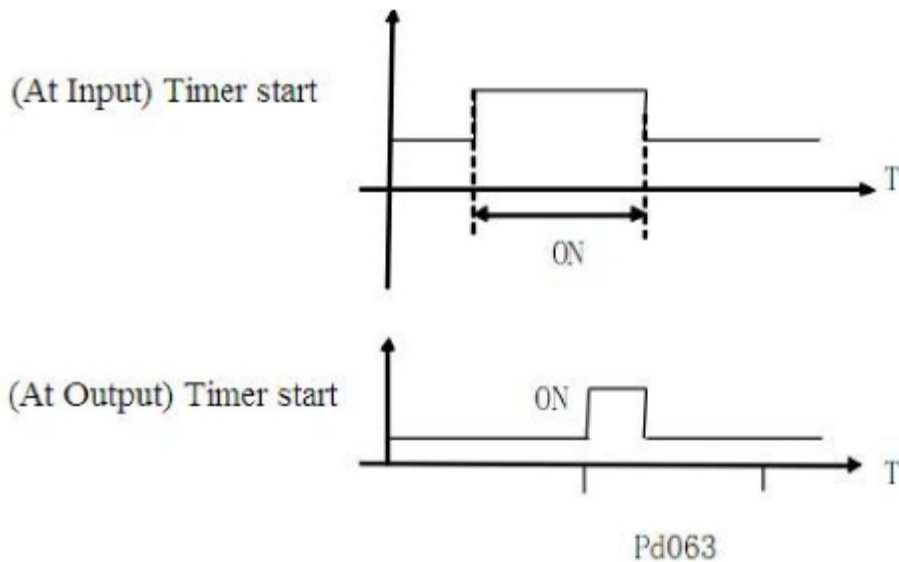 (At Input) Timer start
T
ON
(At Output) Timer start
ON
T
Pd063